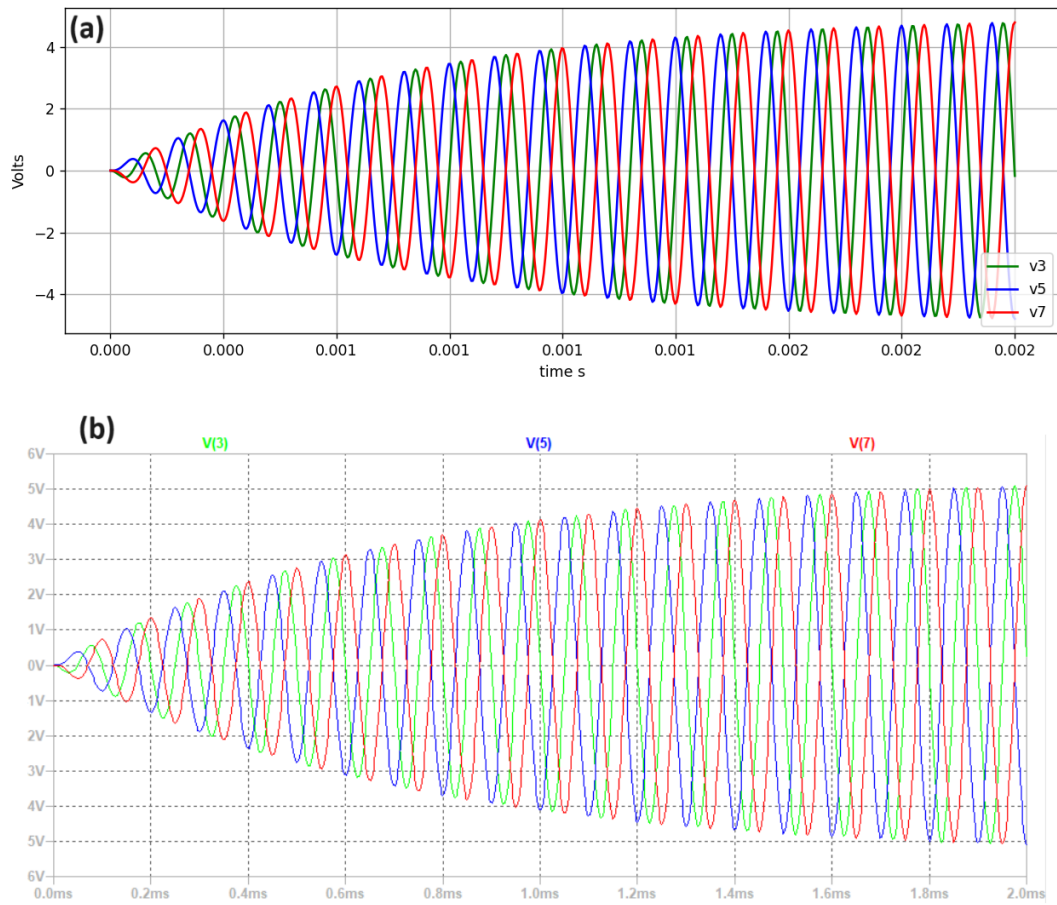 (a)
4
2
0
−2
−4
Volts
v3
v5
v7
0.000 0.000 0.001 0.001 0.001 0.001 0.002 0.002 0.002
time s
(b)
V(3) V(5) V(7)
6V
5V
4V
3V
2V
1V
0V
1V
2V
3V
4V
5V
6V
0.0ms 0.2ms 0.4ms 0.6ms 0.8ms 1.0ms 1.2ms 1.4ms 1.6ms 1.8ms 2.0ms